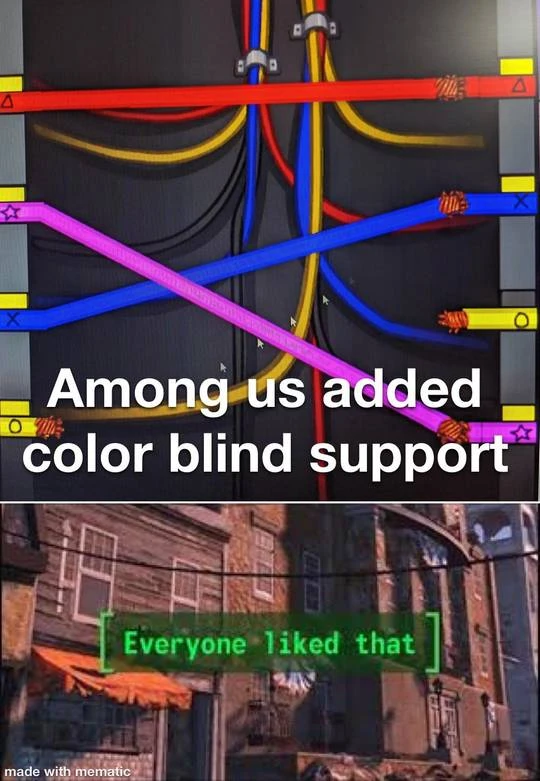 Among us added
color blind support
[Everyone liked that]
made with mematic